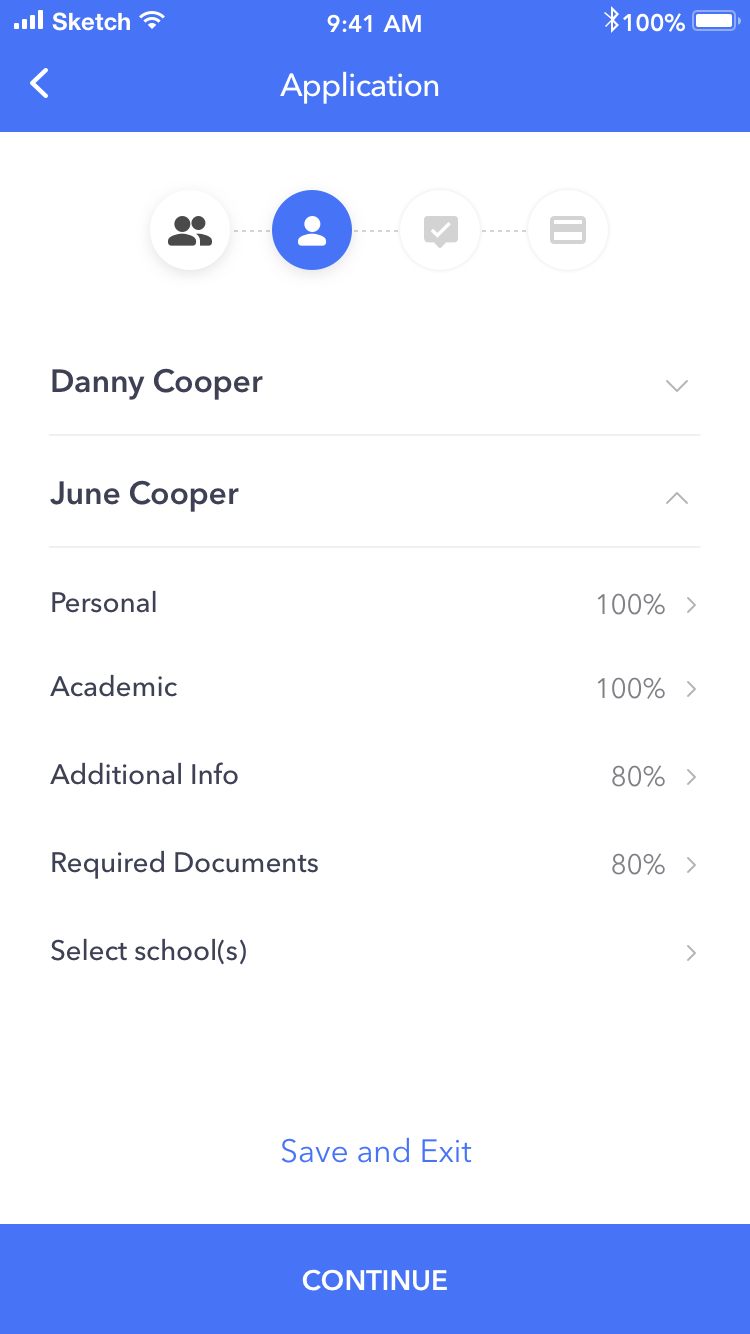 Sketch 9:41 AM 100%
Application
Danny Cooper
June Cooper
Personal 100%
Academic 100%
Additional Info 80%
Required Documents 80%
Select school(s)
Save and Exit
CONTINUE